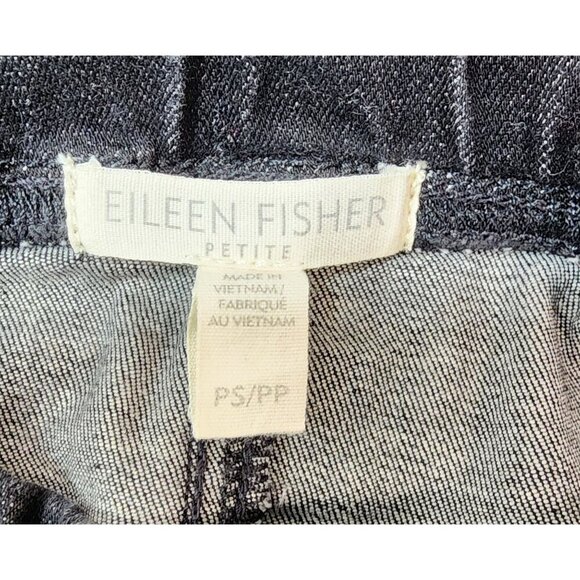 EILEEN FISHER
PETITE
MADE IN
VIETNAM /
FABRIQUÉ
AU VIETNAM
PS/PP